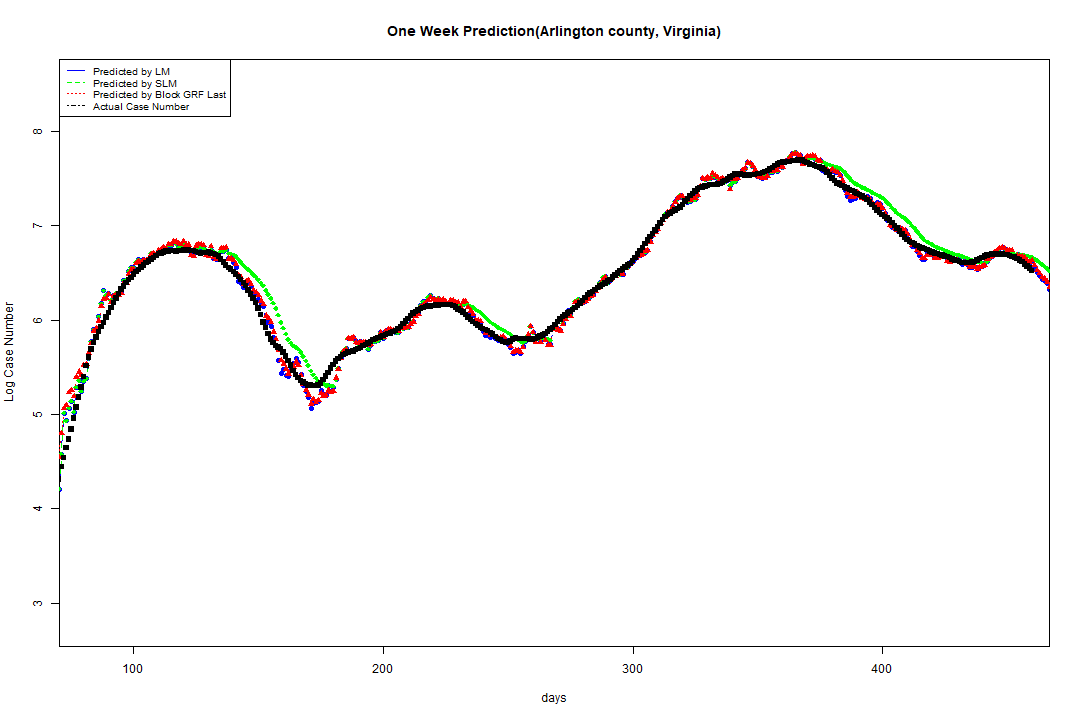 One Week Prediction(Arlington county, Virginia)
Predicted by LM
Predicted by SLM
Predicted by Block GRF Last
Actual Case Number
8
7
6
5
4
3
Log Case Number
100 200 300 400
days